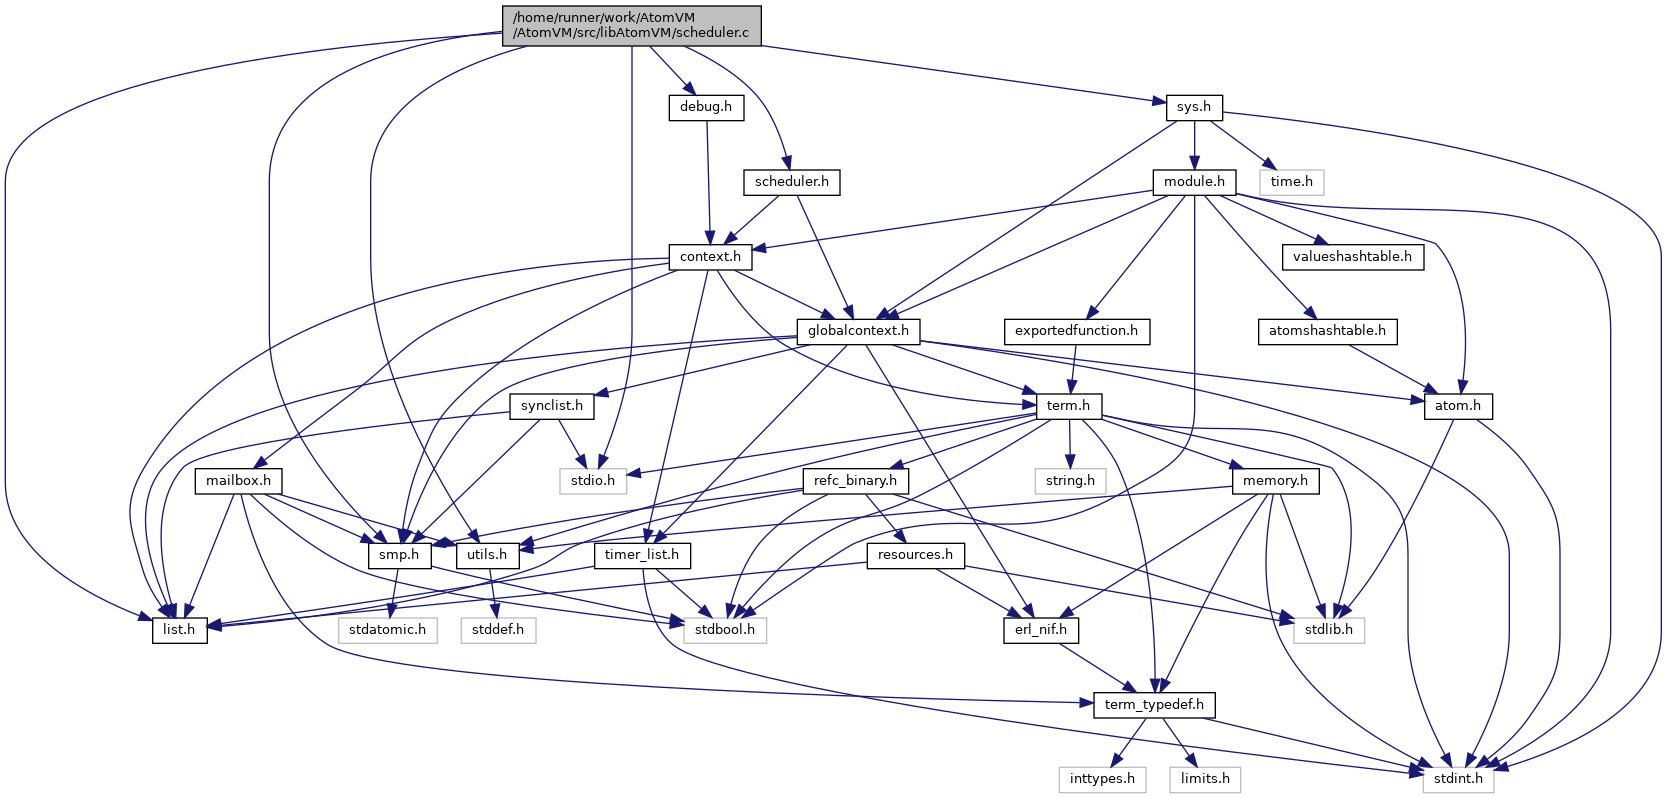 /home/runner/work/AtomVM
/AtomVM/src/libAtomVM/scheduler.c
debug.h
sys.h
scheduler.h
module.h
time.h
context.h
valueshashtable.h
globalcontext.h
exportedfunction.h
atomshashtable.h
synclist.h
term.h
atom.h
mailbox.h
stdio.h
refc_binary.h
string.h
memory.h
smp.h
utils.h
timer_list.h
resources.h
list.h
stdatomic.h
stddef.h
stdbool.h
erl_nif.h
stdlib.h
term_typedef.h
inttypes.h
limits.h
stdint.h